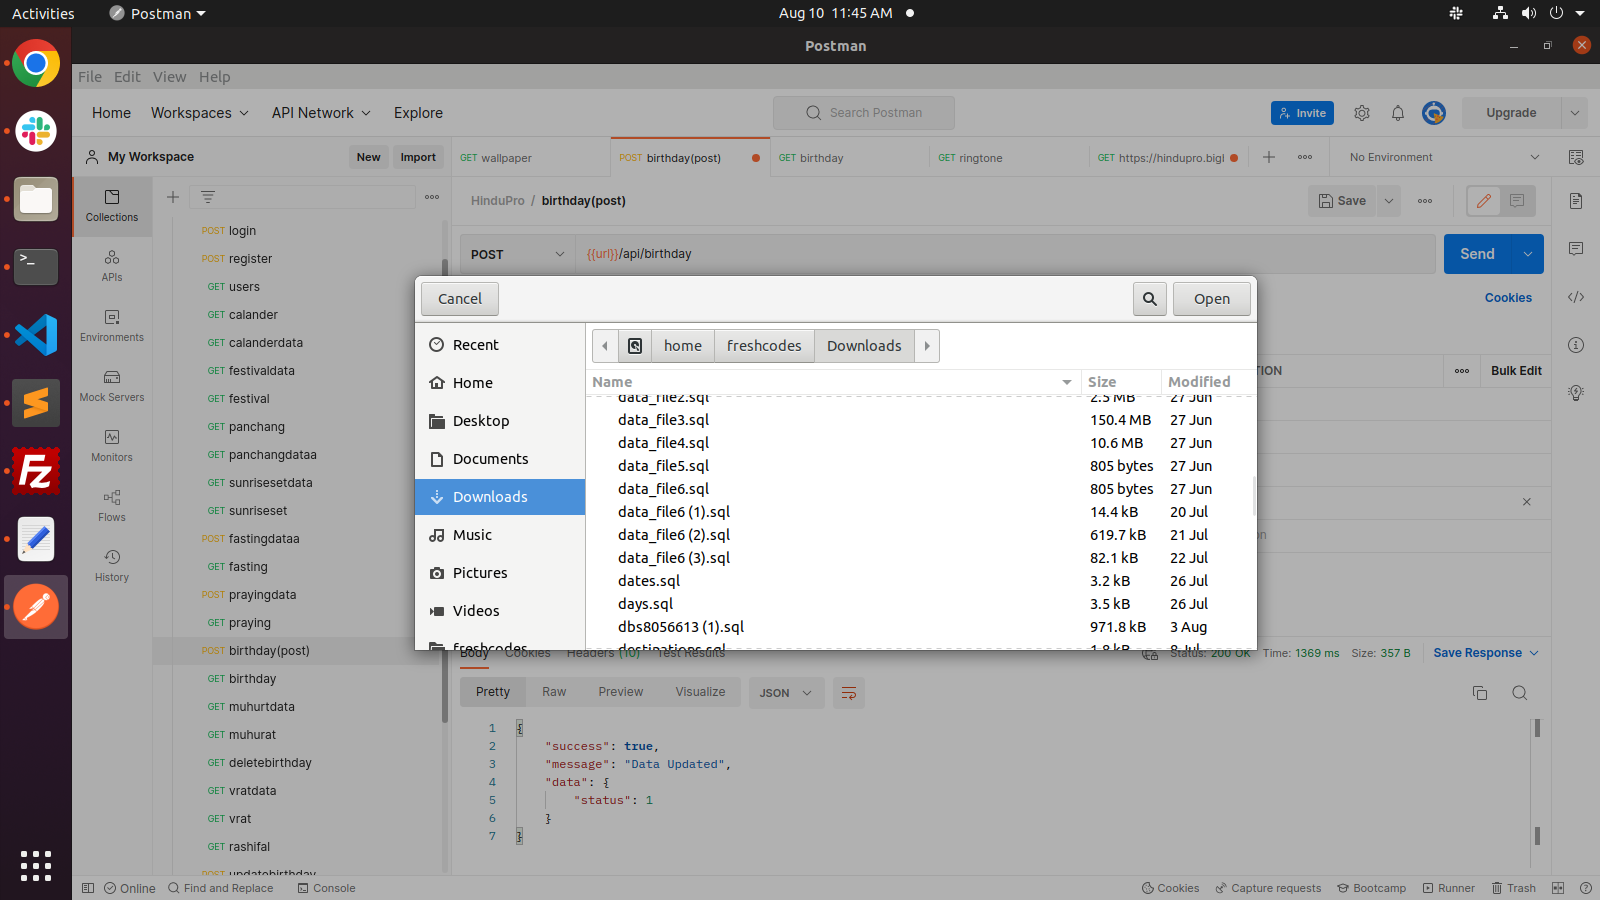 Activities
Postman
Aug 10 11:45 AM
Postman
File Edit View Help
Home Workspaces API Network Explore
Search Postman
Invite
Upgrade
My Workspace
New Import
GET wallpaper
POST birthday(post)
GET birthday
GET ringtone
GET https://hindupro.bigl
No Environment
Collections
APIs
Environments
Mock Servers
Monitors
Flows
History
POST login
POST register
GET users
GET calander
GET calanderdata
GET festivaldata
GET festival
GET panchang
GET panchangdataa
GET sunrisesetdata
GET sunriseset
POST fastingdataa
GET fasting
POST prayingdata
GET praying
POST birthday(post)
GET birthday
GET muhurtdata
GET muhurat
GET deletebirthday
GET vratdata
GET vrat
GET rashifal
POST updatebirthday
HinduPro / birthday(post)
Save
POST
{{url}}/api/birthday
Send
Cookies
Bulk Edit
Cancel
Open
Recent
Home
Desktop
Documents
Downloads
Music
Pictures
Videos
freshcodes
home freshcodes Downloads
Name Size Modified
data_file2.sql 2.5 MB 27 Jun
data_file3.sql 150.4 MB 27 Jun
data_file4.sql 10.6 MB 27 Jun
data_file5.sql 805 bytes 27 Jun
data_file6.sql 805 bytes 27 Jun
data_file6 (1).sql 14.4 kB 20 Jul
data_file6 (2).sql 619.7 kB 21 Jul
data_file6 (3).sql 82.1 kB 22 Jul
dates.sql 3.2 kB 26 Jul
days.sql 3.5 kB 26 Jul
dbs8056613 (1).sql 971.8 kB 3 Aug
destinations.sql 1.8 kB 8 Jul
Body Cookies Headers (10) Test Results
Status: 200 OK Time: 1369 ms Size: 357 B Save Response
Pretty Raw Preview Visualize JSON
1 {
2 "success": true,
3 "message": "Data Updated",
4 "data": {
5 "status": 1
6 }
7 }
Online Find and Replace Console
Cookies Capture requests Bootcamp Runner Trash